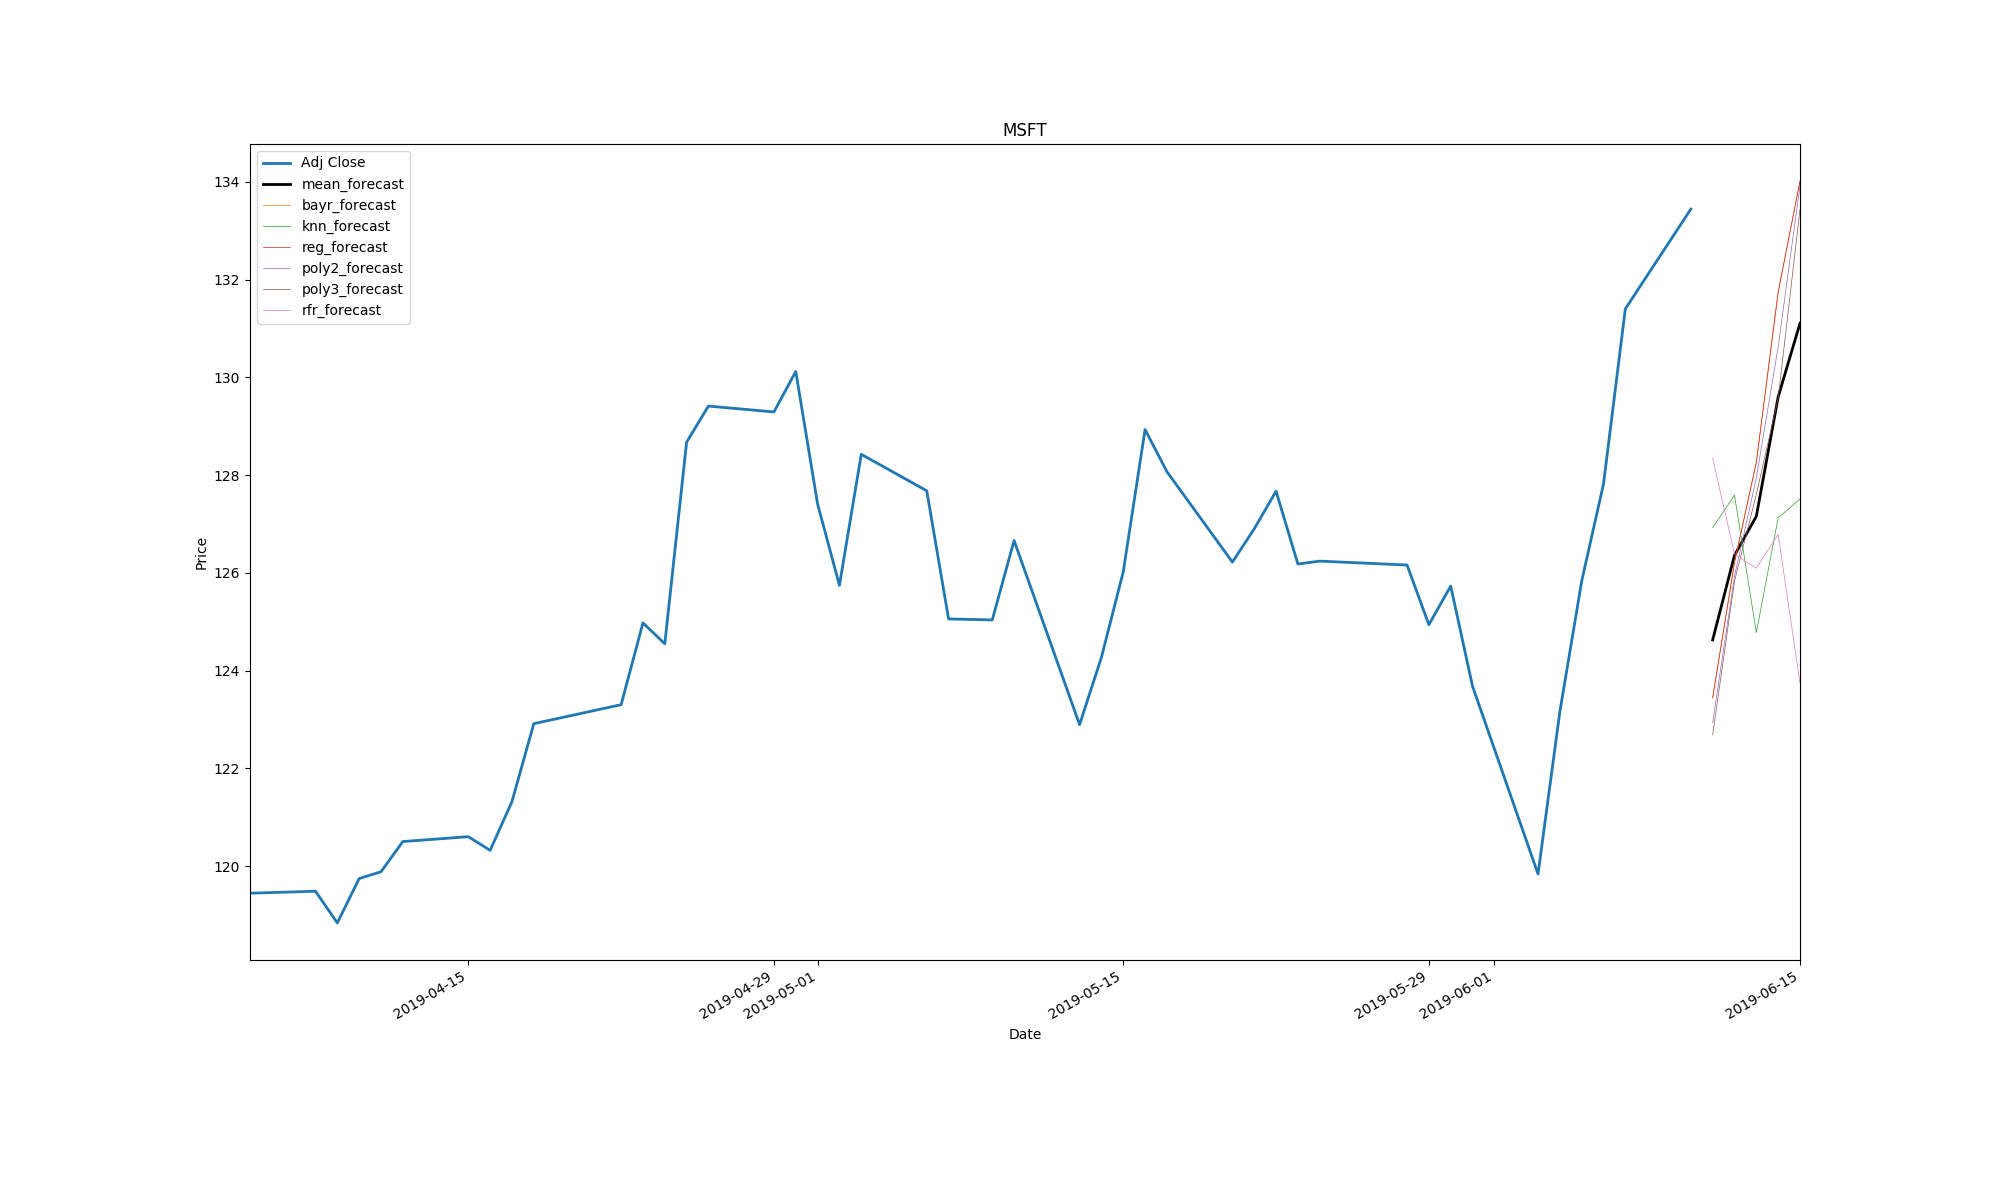 MSFT
Adj Close
mean_forecast
bayr_forecast
knn_forecast
reg_forecast
poly2_forecast
poly3_forecast
rfr_forecast
134
132
130
128
126
124
122
120
Price
2019-04-15
2019-04-29
2019-05-01
2019-05-15
2019-05-29
2019-06-01
2019-06-15
Date